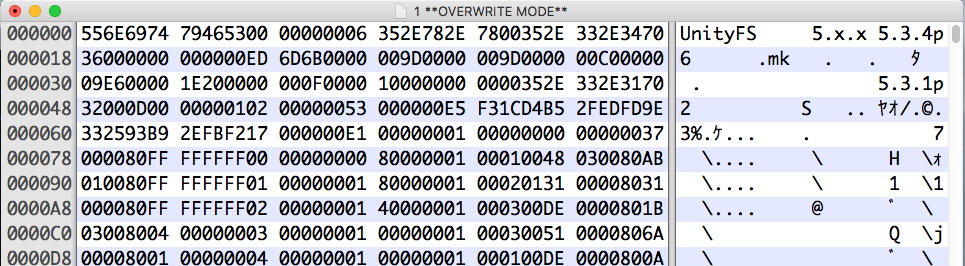 1 **OVERWRITE MODE**
000000 556E6974 79465300 00000006 352E782E 7800352E 332E3470 UnityFS 5.x.x 5.3.4p
000018 36000000 000000ED 6D6B0000 009D0000 009D0000 00C00000 6 .mk . . ﾀ
000030 09E60000 1E200000 000F0000 10000000 0000352E 332E3170 . 5.3.1p
000048 32000D00 00000102 00000053 000000E5 F31CD4B5 2FEDFD9E 2 S ..ﾔｵ/.©.
000060 332593B9 2EFBF217 000000E1 00000001 00000000 00000037 3%.ｹ... . 7
000078 000080FF FFFFFF00 00000000 80000001 00010048 030080AB \.... \ H \ｫ
000090 010080FF FFFFFF01 00000001 80000001 00020131 00008031 \.... \ 1 \1
0000A8 000080FF FFFFFF02 00000001 40000001 000300DE 0000801B \.... @ ﾞ \
0000C0 03008004 00000003 00000001 00000001 00030051 0000806A \ Q \j
0000D8 00008001 00000004 00000001 00000001 000100DE 0000800A \ ﾞ \